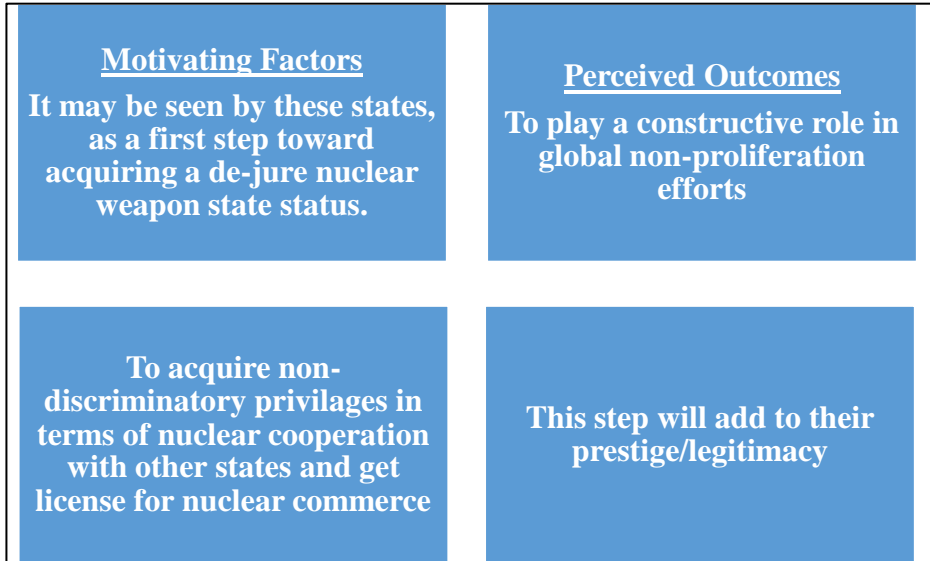 Motivating Factors
It may be seen by these states,
as a first step toward
acquiring a de-jure nuclear
weapon state status.
Perceived Outcomes
To play a constructive role in
global non-proliferation
efforts
To acquire non-
discriminatory privilages in
terms of nuclear cooperation
with other states and get
license for nuclear commerce
This step will add to their
prestige/legitimacy